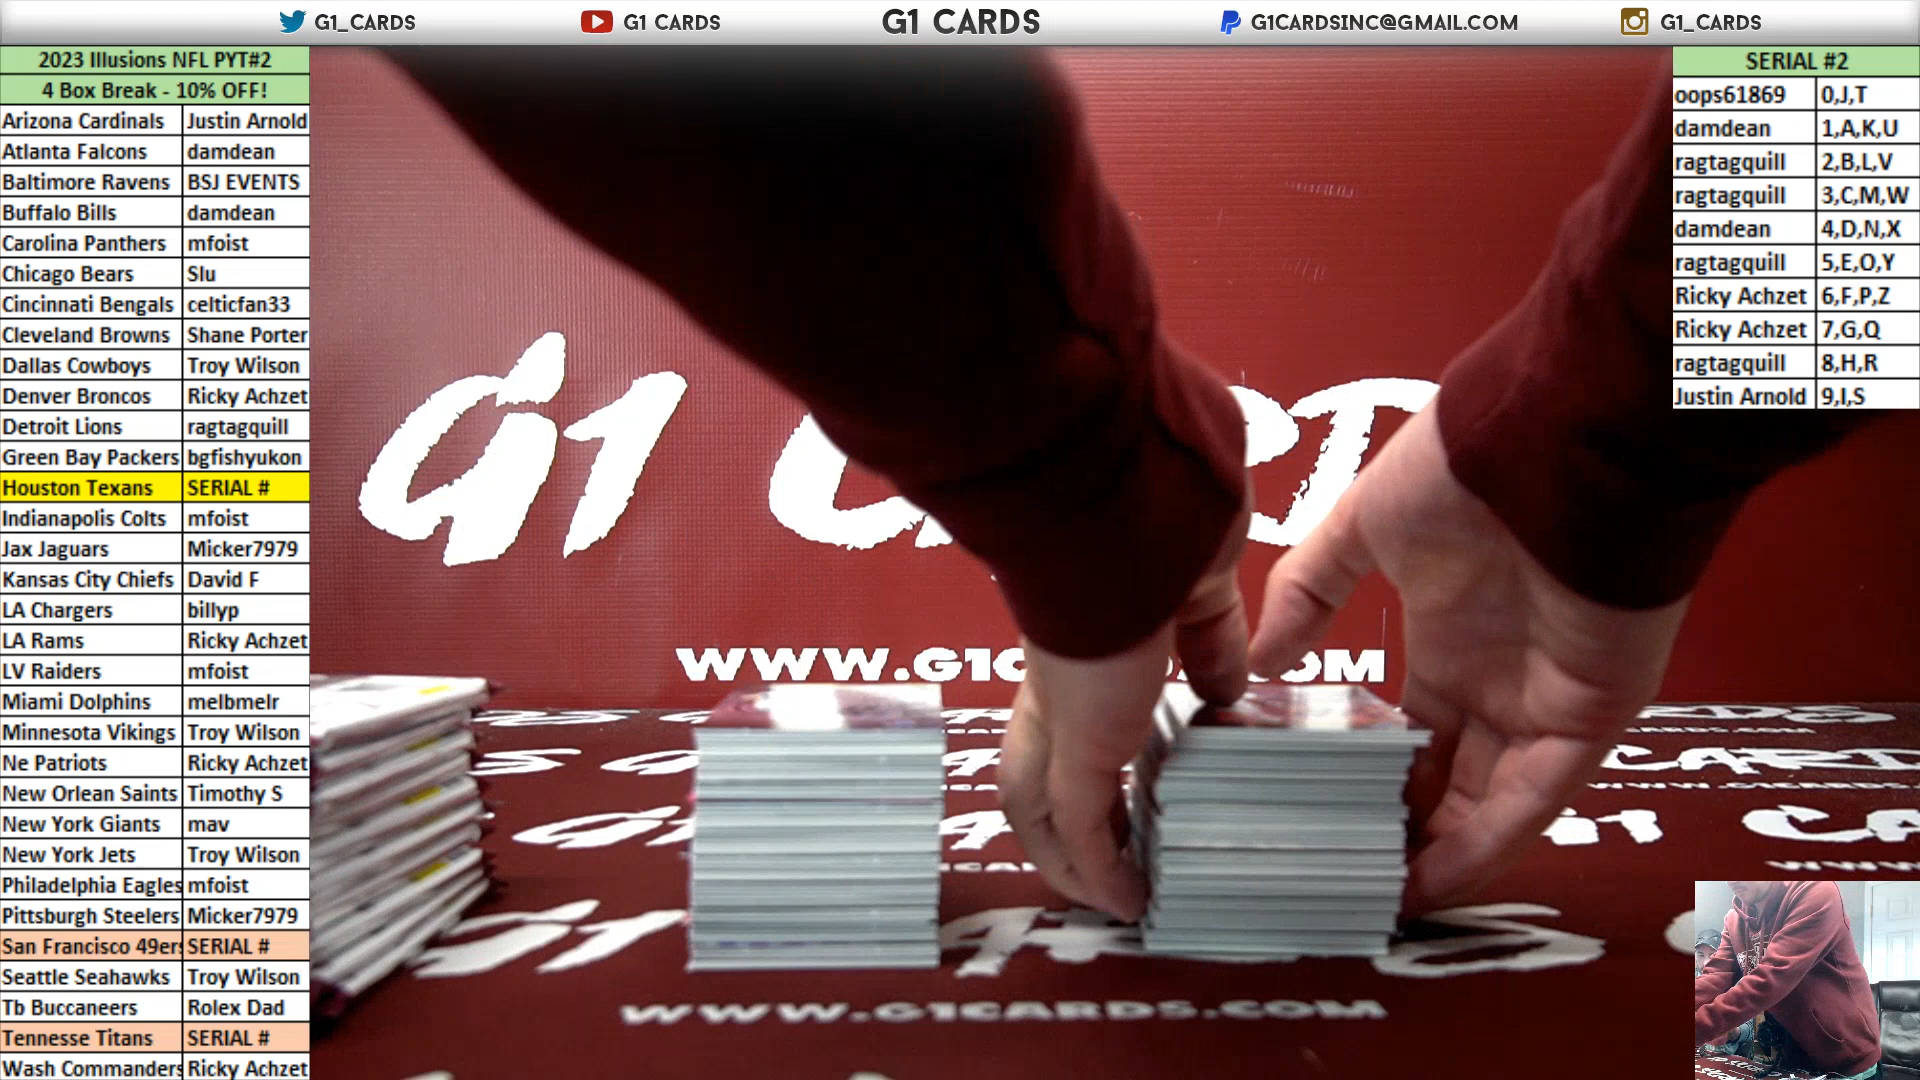 G1_CARDS G1 CARDS G1 CARDS G1CARDSINC@GMAIL.COM G1_CARDS
2023 Illusions NFL PYT#2
4 Box Break - 10% OFF!
Arizona Cardinals Justin Arnold
Atlanta Falcons damdean
Baltimore Ravens BSJ EVENTS
Buffalo Bills damdean
Carolina Panthers mfoist
Chicago Bears Slu
Cincinnati Bengals celticfan33
Cleveland Browns Shane Porter
Dallas Cowboys Troy Wilson
Denver Broncos Ricky Achzet
Detroit Lions ragtagquill
Green Bay Packers bgfishyukon
Houston Texans SERIAL #
Indianapolis Colts mfoist
Jax Jaguars Micker7979
Kansas City Chiefs David F
LA Chargers billyp
LA Rams Ricky Achzet
LV Raiders mfoist
Miami Dolphins melbmelr
Minnesota Vikings Troy Wilson
Ne Patriots Ricky Achzet
New Orlean Saints Timothy S
New York Giants mav
New York Jets Troy Wilson
Philadelphia Eagles mfoist
Pittsburgh Steelers Micker7979
San Francisco 49ers SERIAL #
Seattle Seahawks Troy Wilson
Tb Buccaneers Rolex Dad
Tennesse Titans SERIAL #
Wash Commanders Ricky Achzet
SERIAL #2
oops61869 0,J,T
damdean 1,A,K,U
ragtagquill 2,B,L,V
ragtagquill 3,C,M,W
damdean 4,D,N,X
ragtagquill 5,E,O,Y
Ricky Achzet 6,F,P,Z
Ricky Achzet 7,G,Q
ragtagquill 8,H,R
Justin Arnold 9,I,S
G1
WWW.G1CARDS.COM